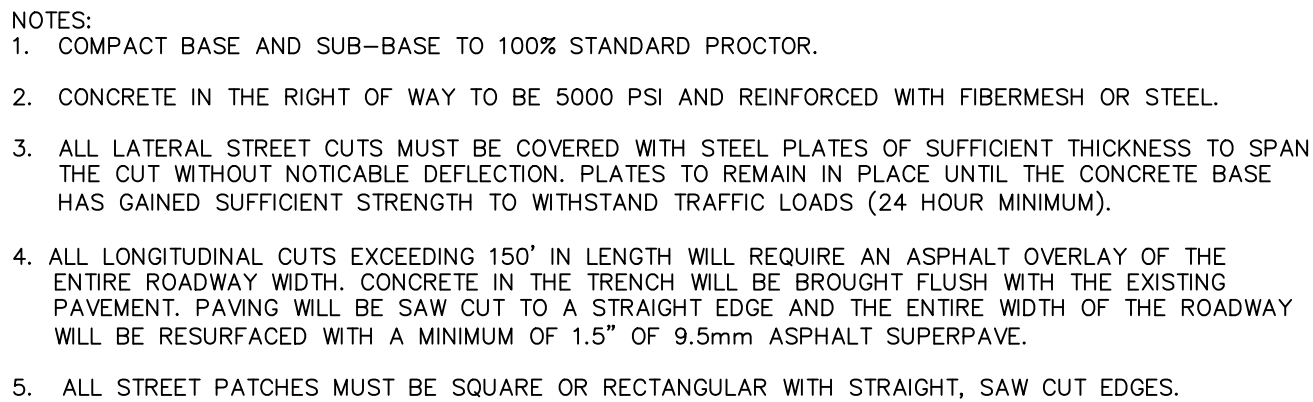 NOTES:
1. COMPACT BASE AND SUB-BASE TO 100% STANDARD PROCTOR.
2. CONCRETE IN THE RIGHT OF WAY TO BE 5000 PSI AND REINFORCED WITH FIBERMESH OR STEEL.
3. ALL LATERAL STREET CUTS MUST BE COVERED WITH STEEL PLATES OF SUFFICIENT THICKNESS TO SPAN
THE CUT WITHOUT NOTICABLE DEFLECTION. PLATES TO REMAIN IN PLACE UNTIL THE CONCRETE BASE
HAS GAINED SUFFICIENT STRENGTH TO WITHSTAND TRAFFIC LOADS (24 HOUR MINIMUM).
4. ALL LONGITUDINAL CUTS EXCEEDING 150' IN LENGTH WILL REQUIRE AN ASPHALT OVERLAY OF THE
ENTIRE ROADWAY WIDTH. CONCRETE IN THE TRENCH WILL BE BROUGHT FLUSH WITH THE EXISTING
PAVEMENT. PAVING WILL BE SAW CUT TO A STRAIGHT EDGE AND THE ENTIRE WIDTH OF THE ROADWAY
WILL BE RESURFACED WITH A MINIMUM OF 1.5" OF 9.5mm ASPHALT SUPERPAVE.
5. ALL STREET PATCHES MUST BE SQUARE OR RECTANGULAR WITH STRAIGHT, SAW CUT EDGES.